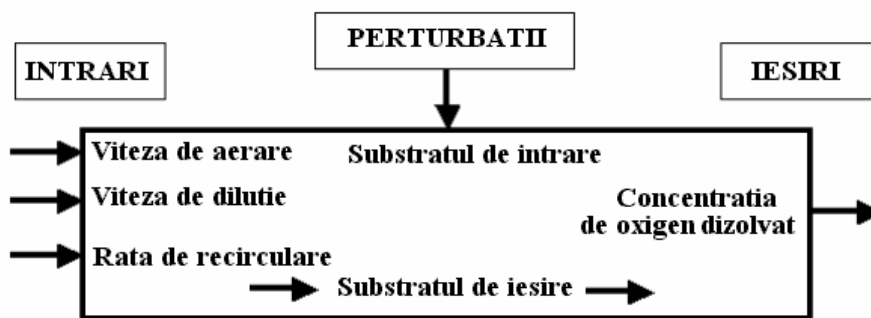 PERTURBATII
INTRARI
IESIRI
Viteza de aerare
Substratul de intrare
Viteza de dilutie
Concentratia
de oxigen dizolvat
Rata de recirculare
Substratul de iesire